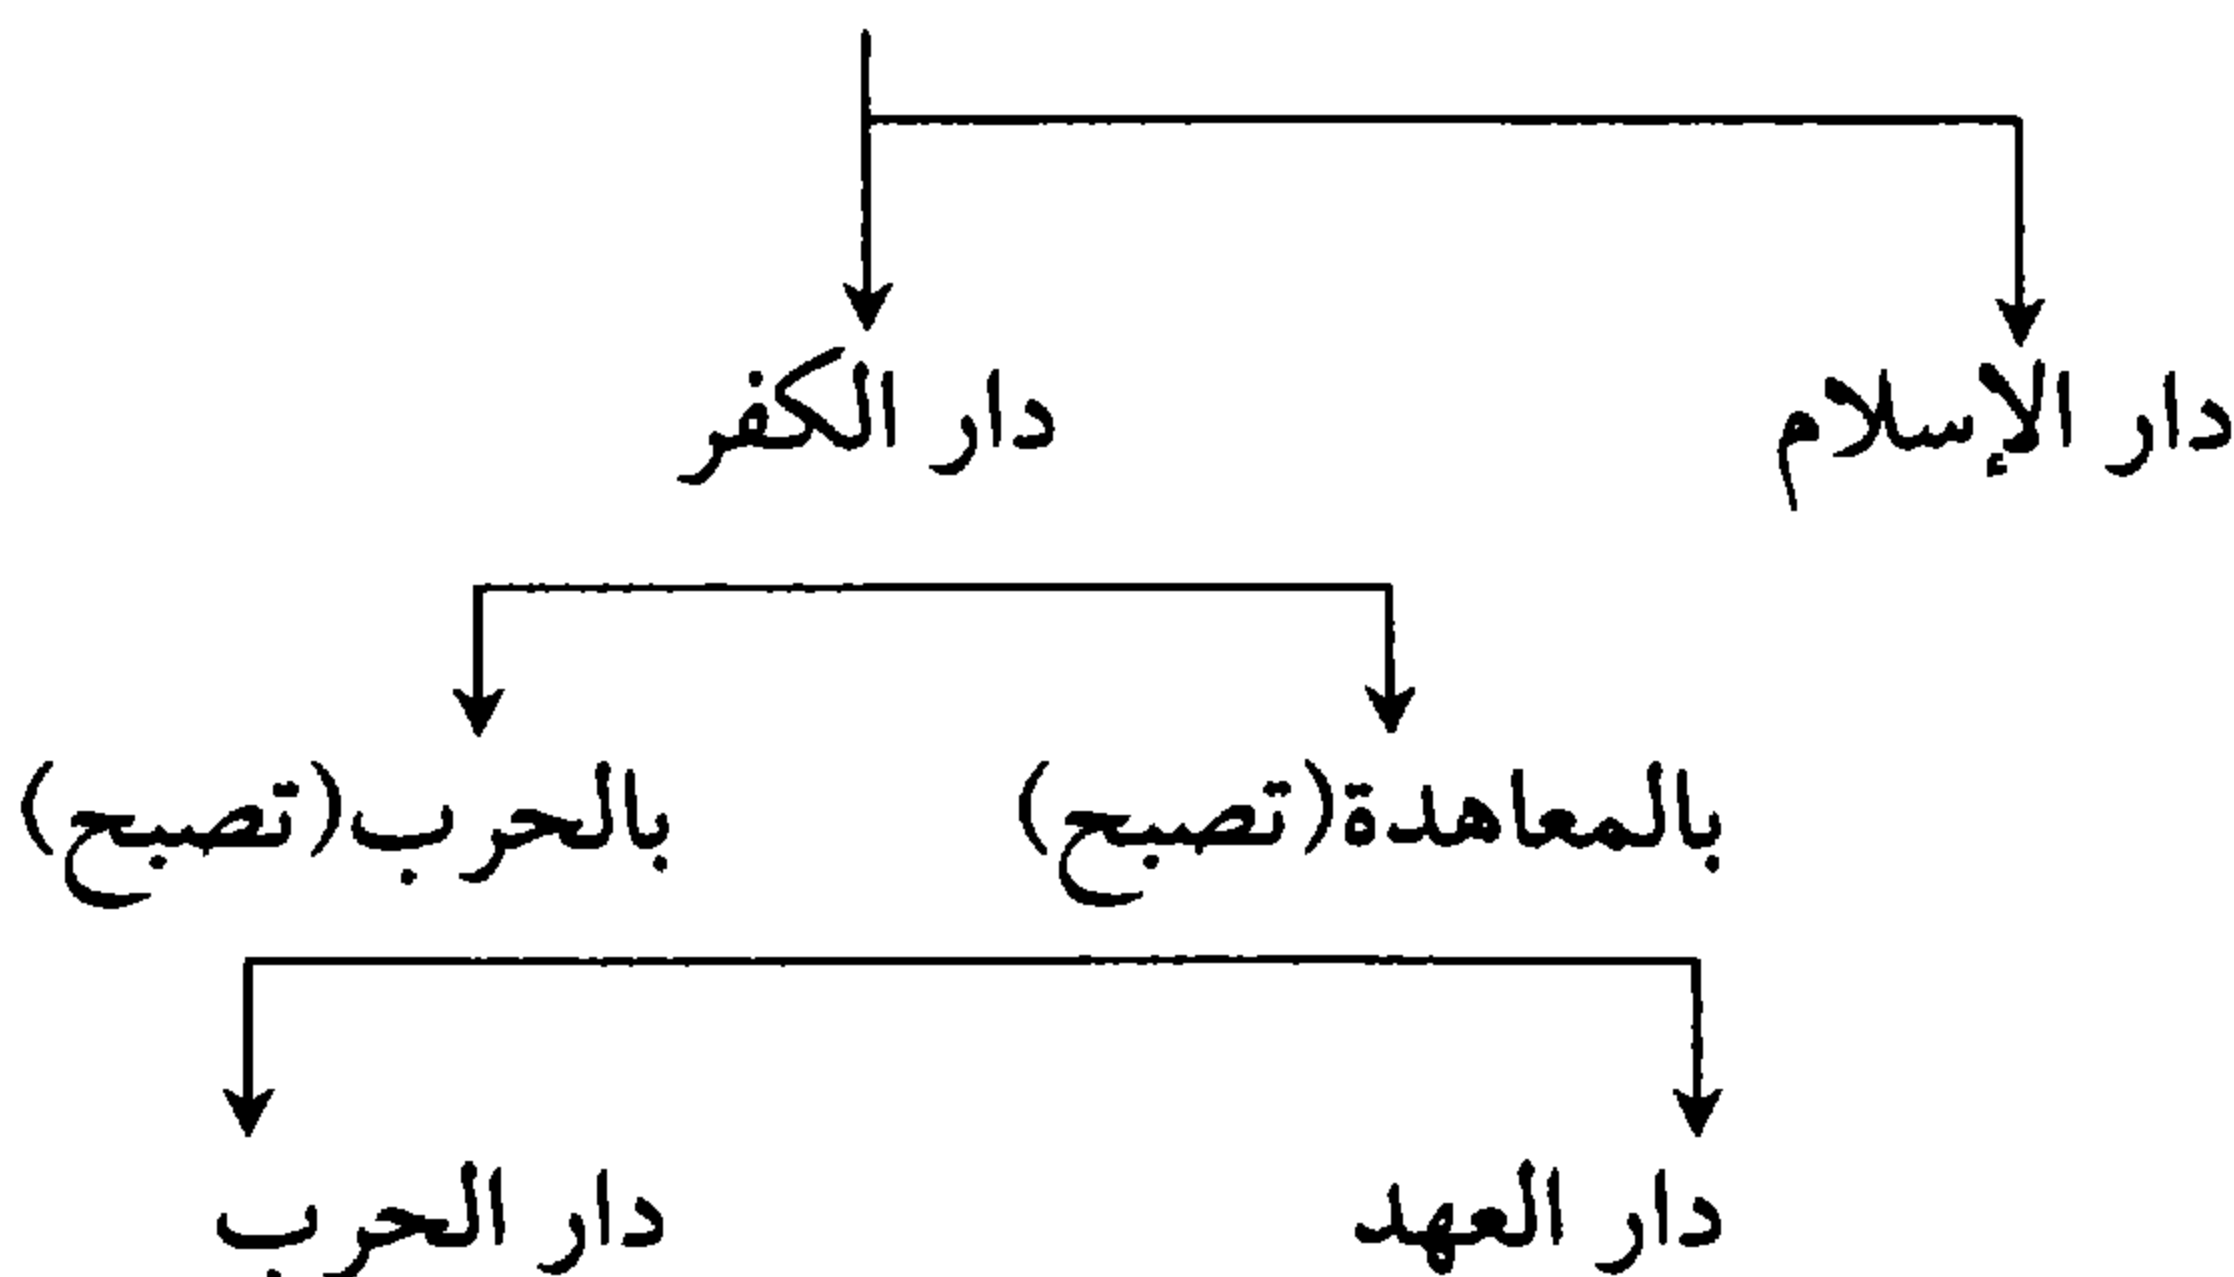 دار الإسلام دار الكفر
بالمعاهدة(تصبح) بالحرب(تصبح)
دار العهد دار الحرب